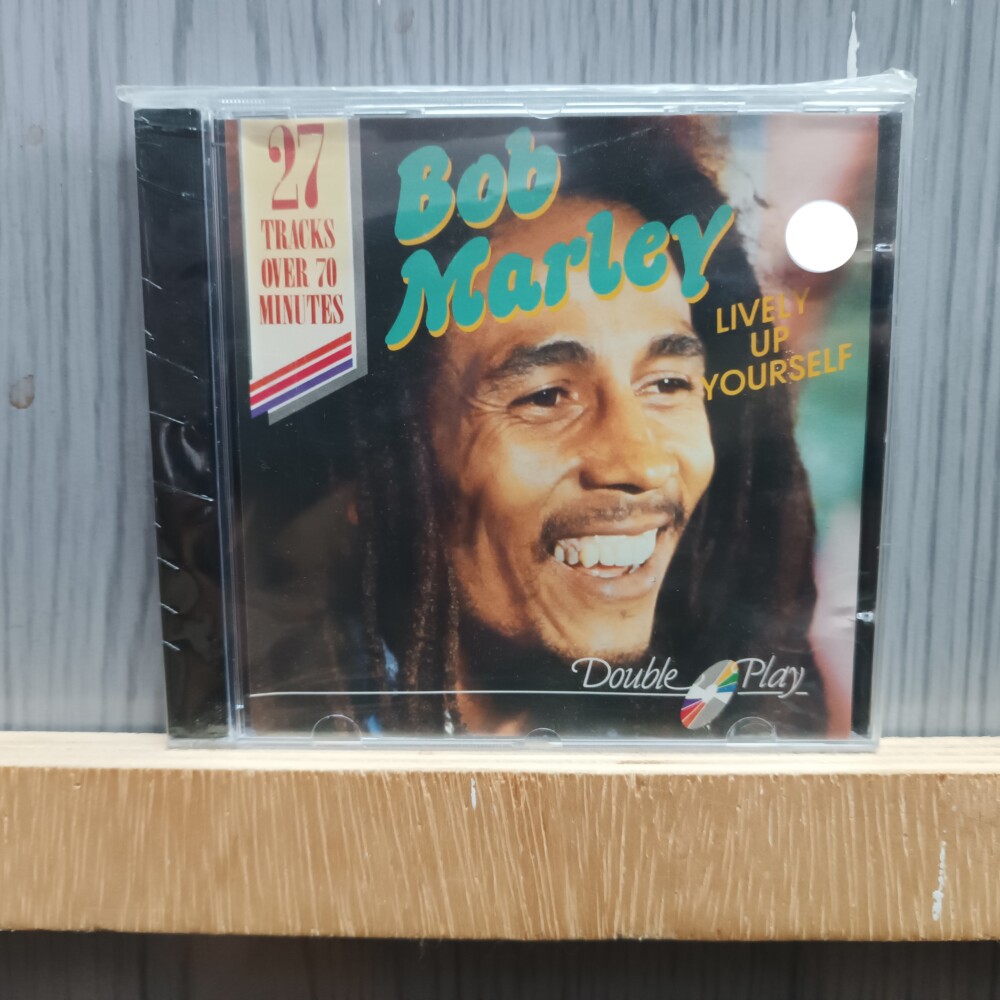 27
TRACKS
OVER 70
MINUTES
Bob
Marley
LIVELY
UP
YOURSELF
Double Play